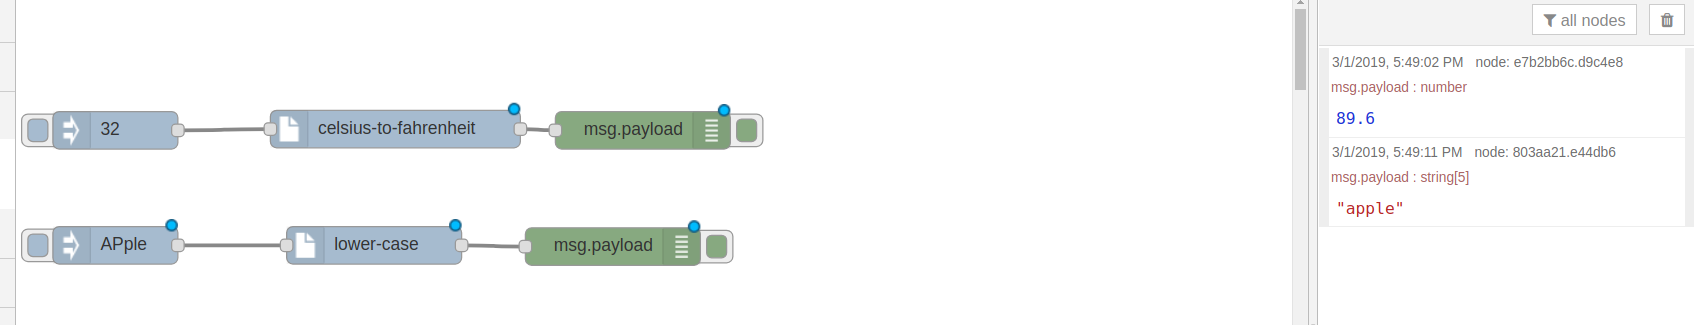 all nodes
3/1/2019, 5:49:02 PM node: e7b2bb6c.d9c4e8
msg.payload : number
89.6
3/1/2019, 5:49:11 PM node: 803aa21.e44db6
msg.payload : string[5]
"apple"
32 celsius-to-fahrenheit msg.payload
APple lower-case msg.payload